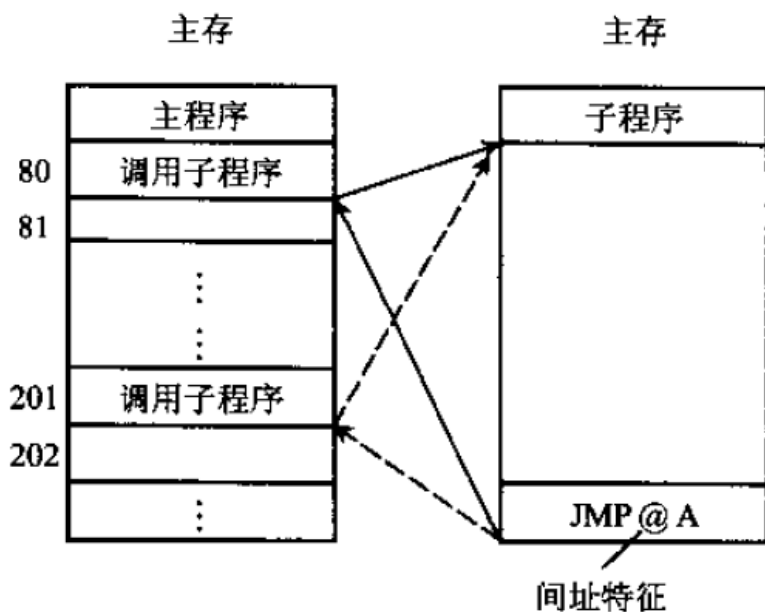 主存
主程序
80 调用子程序
81
⋮
⋮
201 调用子程序
202
⋮
主存
子程序
JMP @ A
间址特征